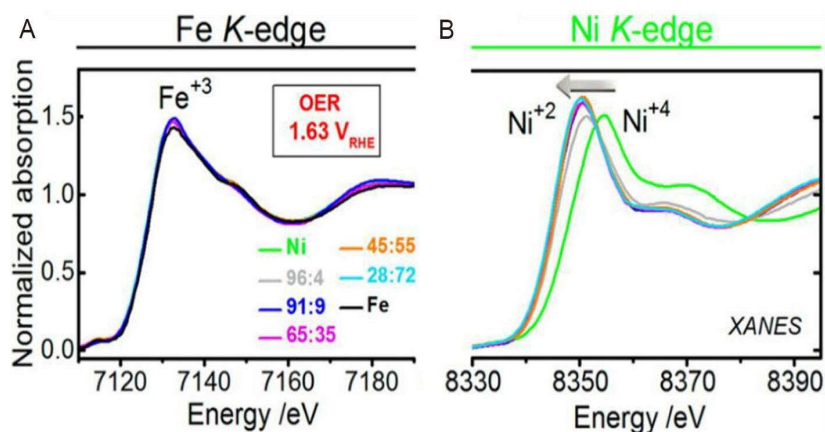 A
Fe K-edge
Normalized absorption
1.5
1.0
0.5
0.0
Fe+3
OER
1.63 VRHE
Ni
96:4
91:9
65:35
45:55
28:72
Fe
7120 7140 7160 7180
Energy /eV
B
Ni K-edge
Ni+2
Ni+4
XANES
8330 8350 8370 8390
Energy /eV